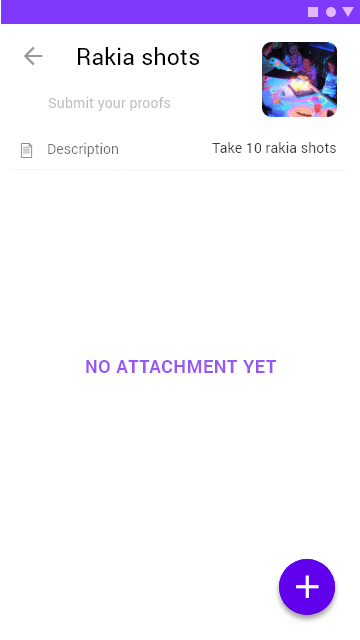 Rakia shots
Submit your proofs
Description
Take 10 rakia shots
NO ATTACHMENT YET